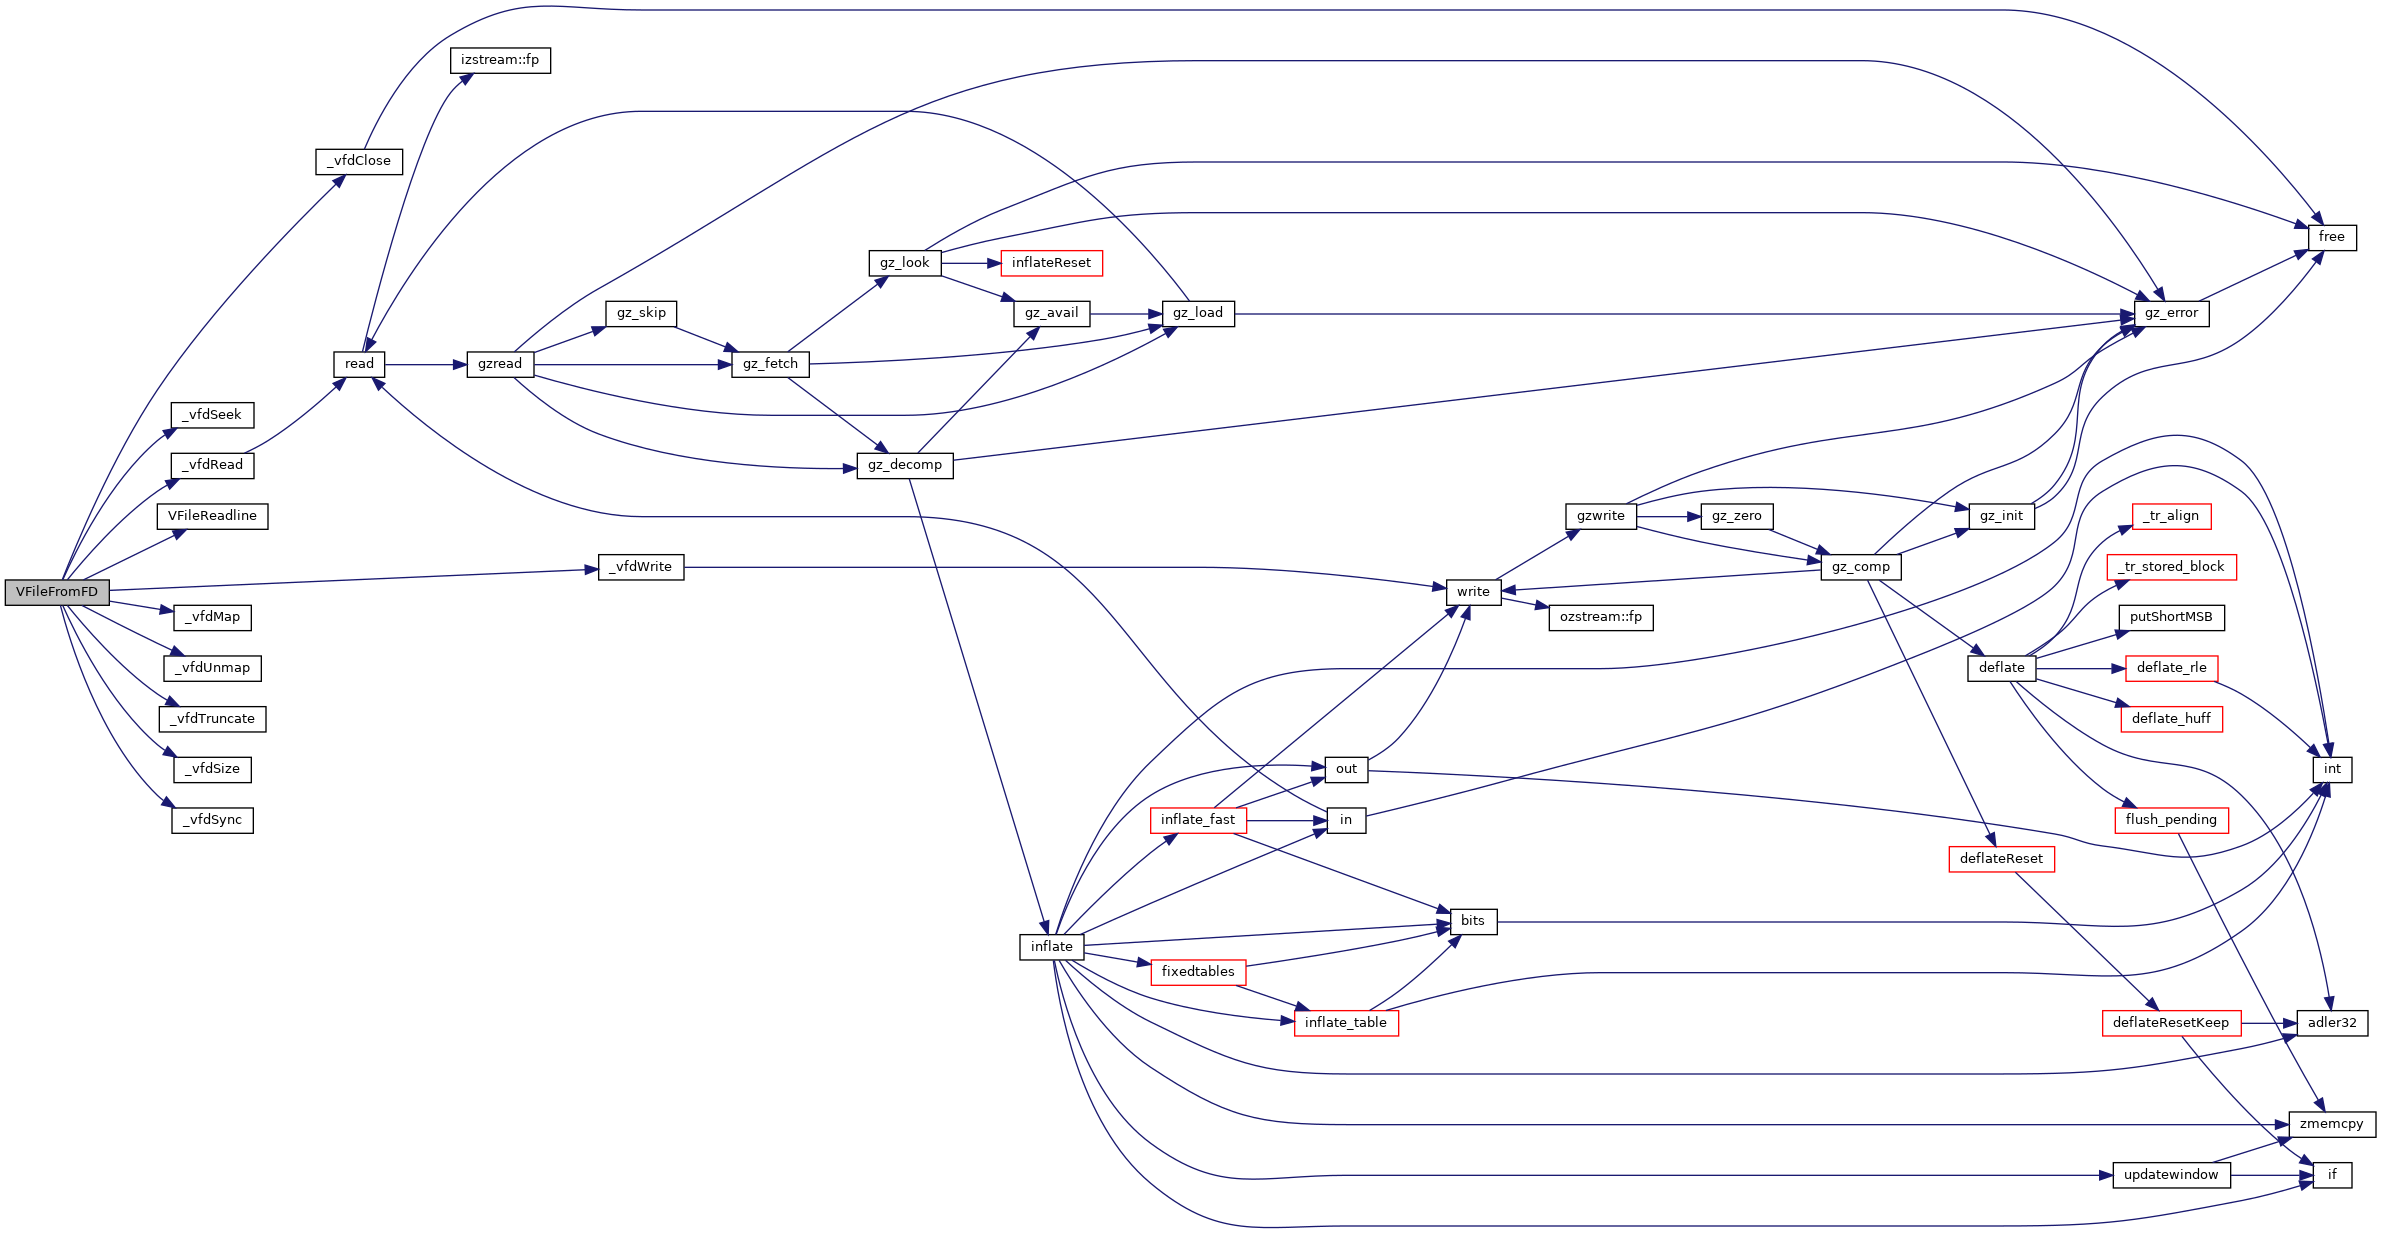 VFileFromFD
_vfdClose
_vfdSeek
_vfdRead
VFileReadline
_vfdWrite
_vfdMap
_vfdUnmap
_vfdTruncate
_vfdSize
_vfdSync
read
izstream::fp
gzread
gz_skip
gz_fetch
gz_look
inflateReset
gz_avail
gz_load
gz_decomp
gz_error
free
write
gzwrite
ozstream::fp
gz_zero
gz_comp
gz_init
deflate
_tr_align
_tr_stored_block
putShortMSB
deflate_rle
deflate_huff
flush_pending
deflateReset
deflateResetKeep
inflate
inflate_fast
out
in
bits
fixedtables
inflate_table
int
adler32
zmemcpy
updatewindow
if